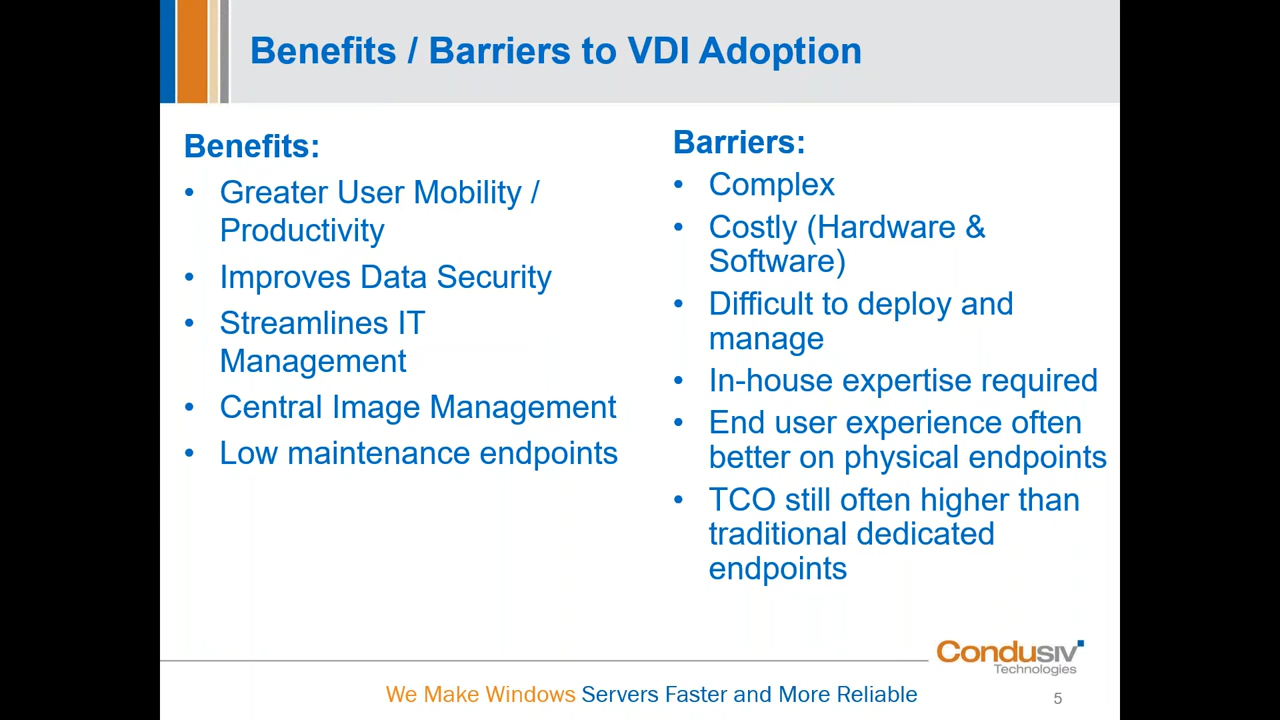 Benefits / Barriers to VDI Adoption
Benefits:
• Greater User Mobility /
Productivity
• Improves Data Security
• Streamlines IT
Management
• Central Image Management
• Low maintenance endpoints
Barriers:
• Complex
• Costly (Hardware &
Software)
• Difficult to deploy and
manage
• In-house expertise required
• End user experience often
better on physical endpoints
• TCO still often higher than
traditional dedicated
endpoints
Condusiv
Technologies
We Make Windows Servers Faster and More Reliable
5